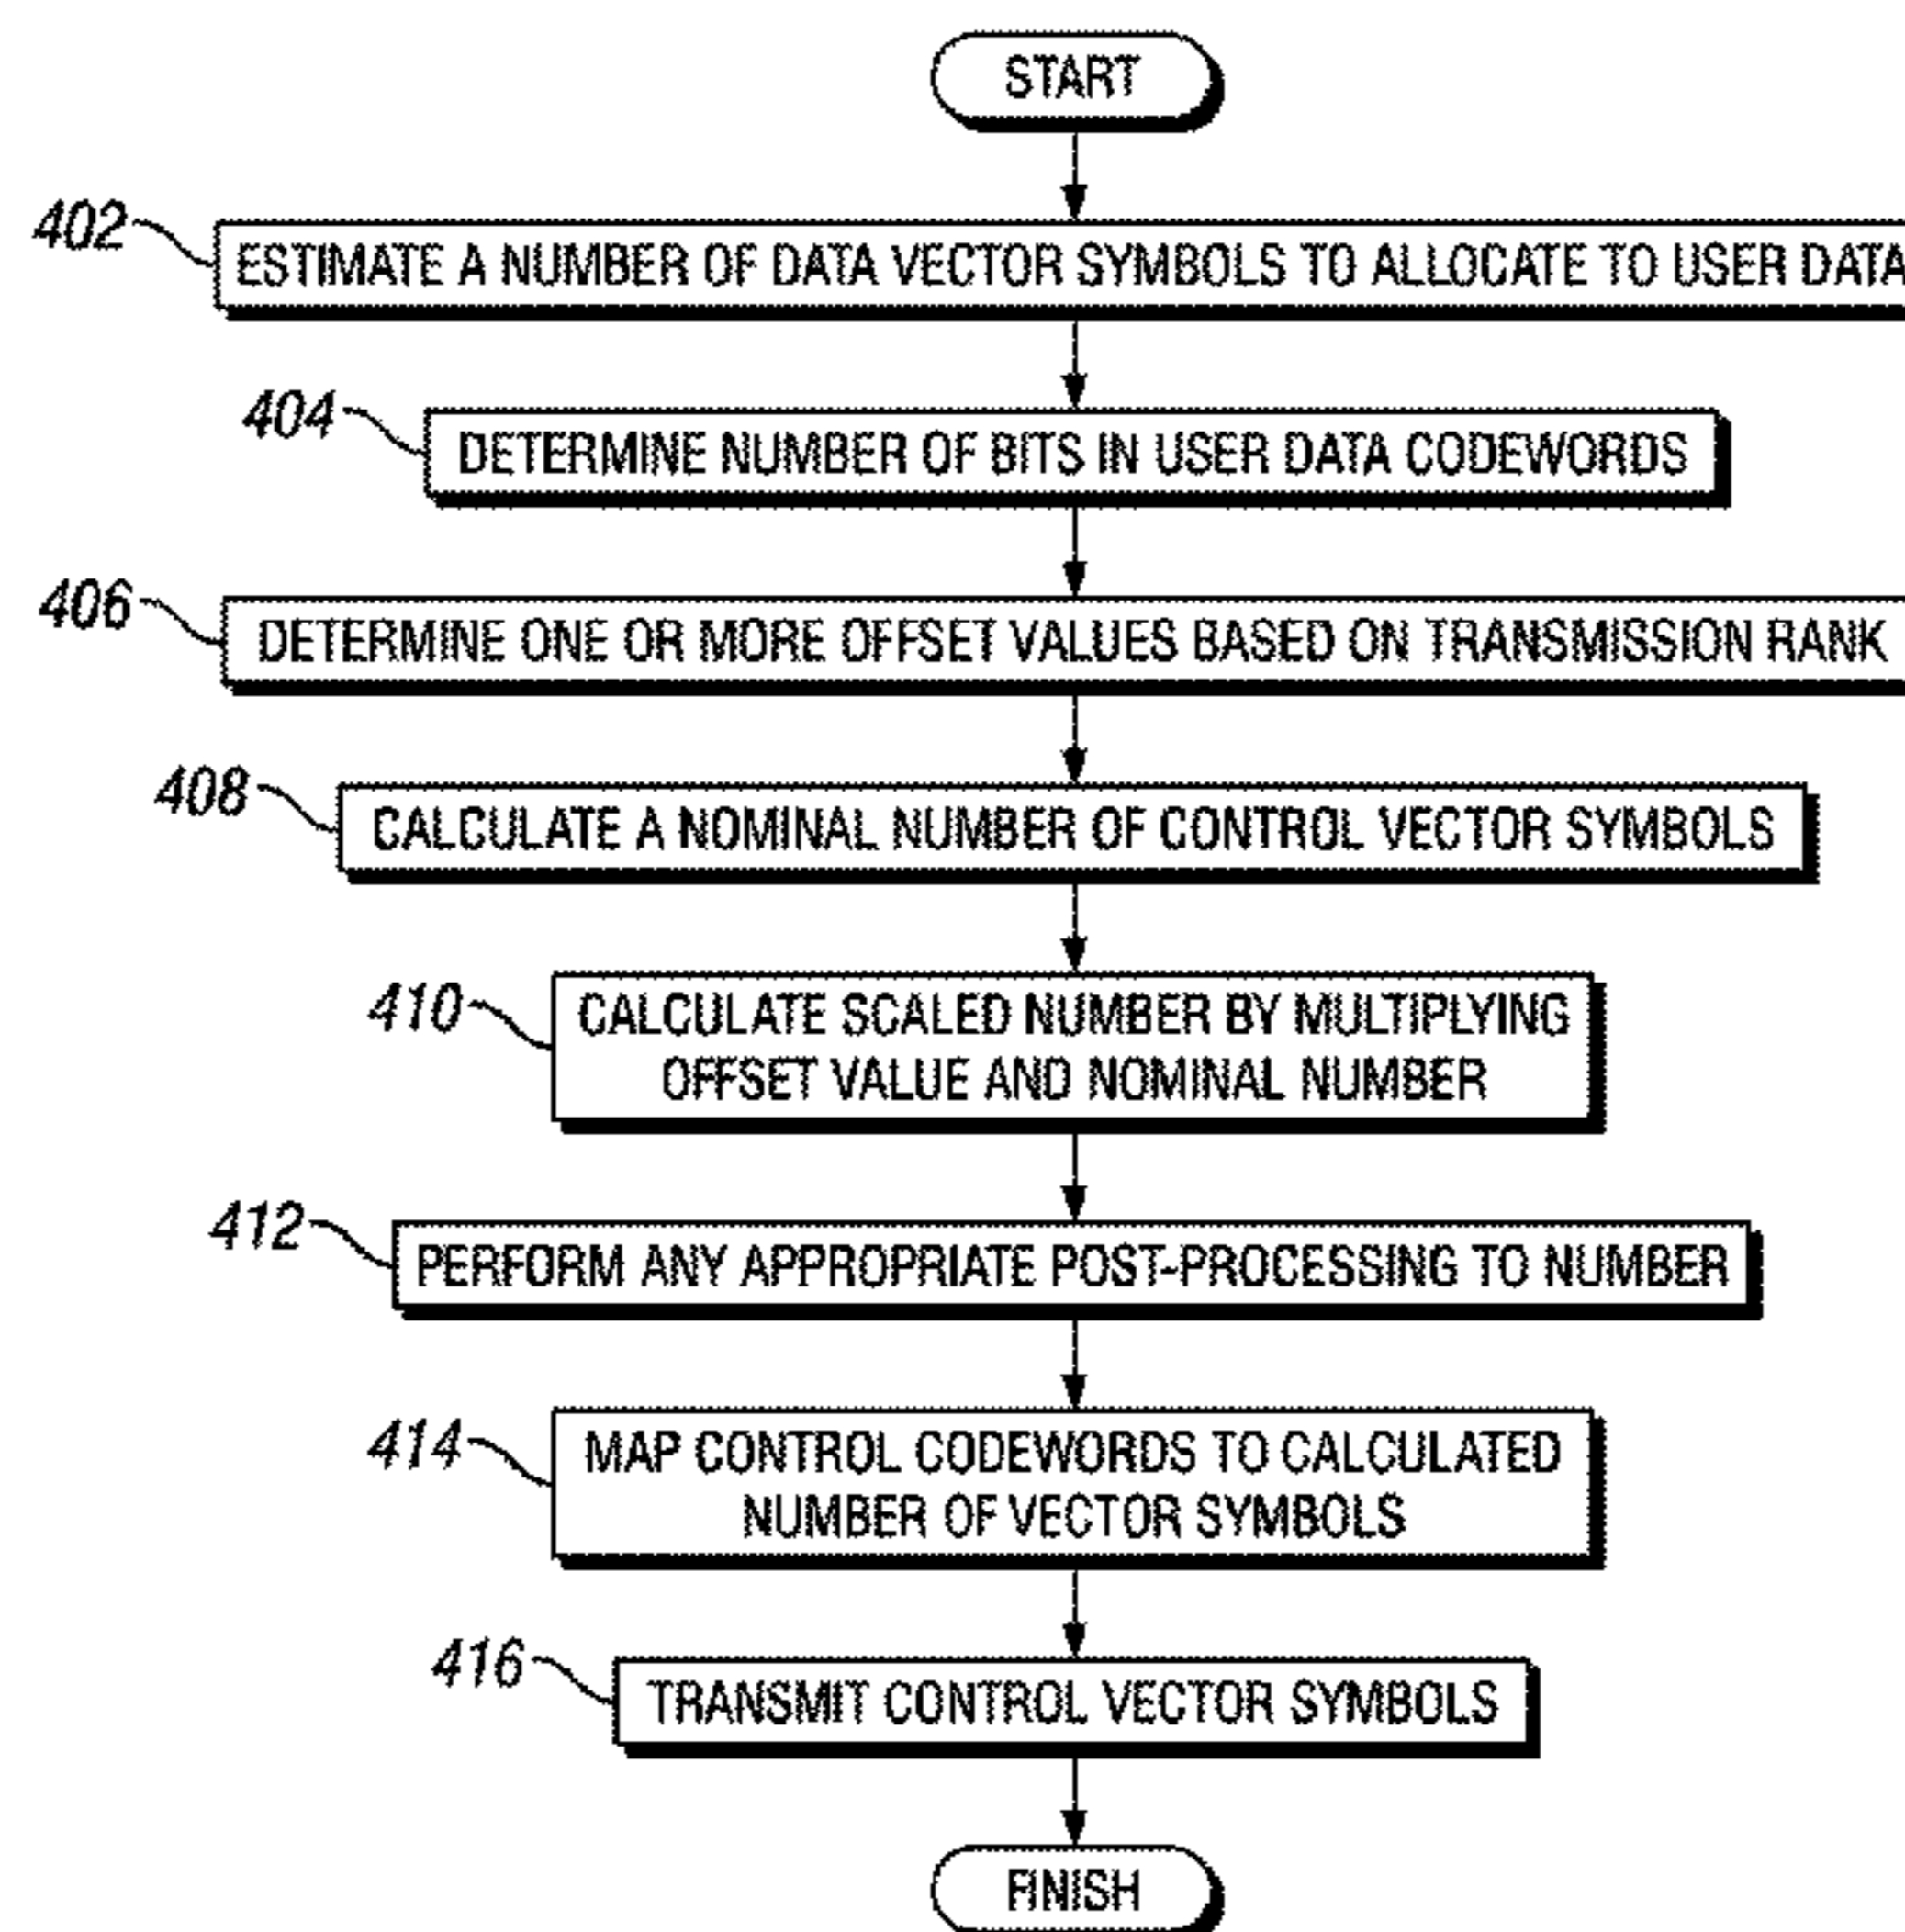 START
402
ESTIMATE A NUMBER OF DATA VECTOR SYMBOLS TO ALLOCATE TO USER DATA
404
DETERMINE NUMBER OF BITS IN USER DATA CODEWORDS
406
DETERMINE ONE OR MORE OFFSET VALUES BASED ON TRANSMISSION RANK
408
CALCULATE A NOMINAL NUMBER OF CONTROL VECTOR SYMBOLS
410
CALCULATE SCALED NUMBER BY MULTIPLYING
OFFSET VALUE AND NOMINAL NUMBER
412
PERFORM ANY APPROPRIATE POST-PROCESSING TO NUMBER
414
MAP CONTROL CODEWORDS TO CALCULATED
NUMBER OF VECTOR SYMBOLS
416
TRANSMIT CONTROL VECTOR SYMBOLS
FINISH